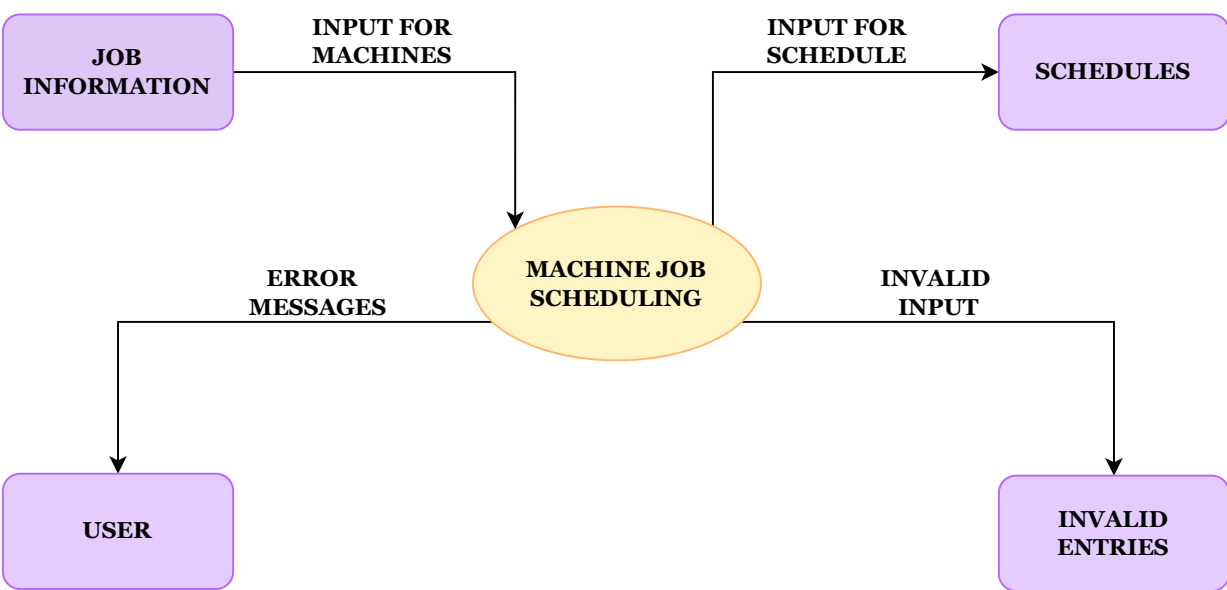 INPUT FOR
MACHINES
INPUT FOR
SCHEDULE
JOB
INFORMATION
SCHEDULES
MACHINE JOB
SCHEDULING
ERROR
MESSAGES
INVALID
INPUT
USER
INVALID
ENTRIES